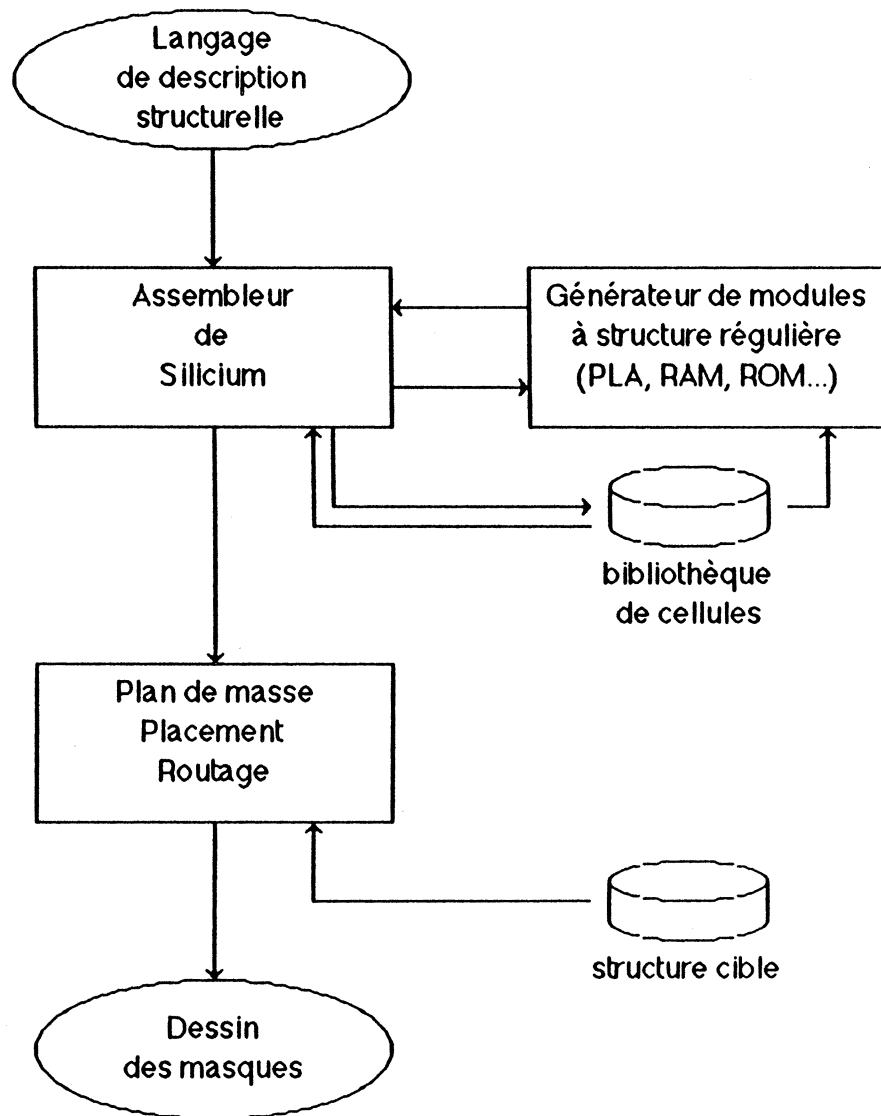 Langage
de description
structurelle
Assembleur
de
Silicium
Générateur de modules
à structure régulière
(PLA, RAM, ROM...)
bibliothèque
de cellules
Plan de masse
Placement
Routage
structure cible
Dessin
des masques